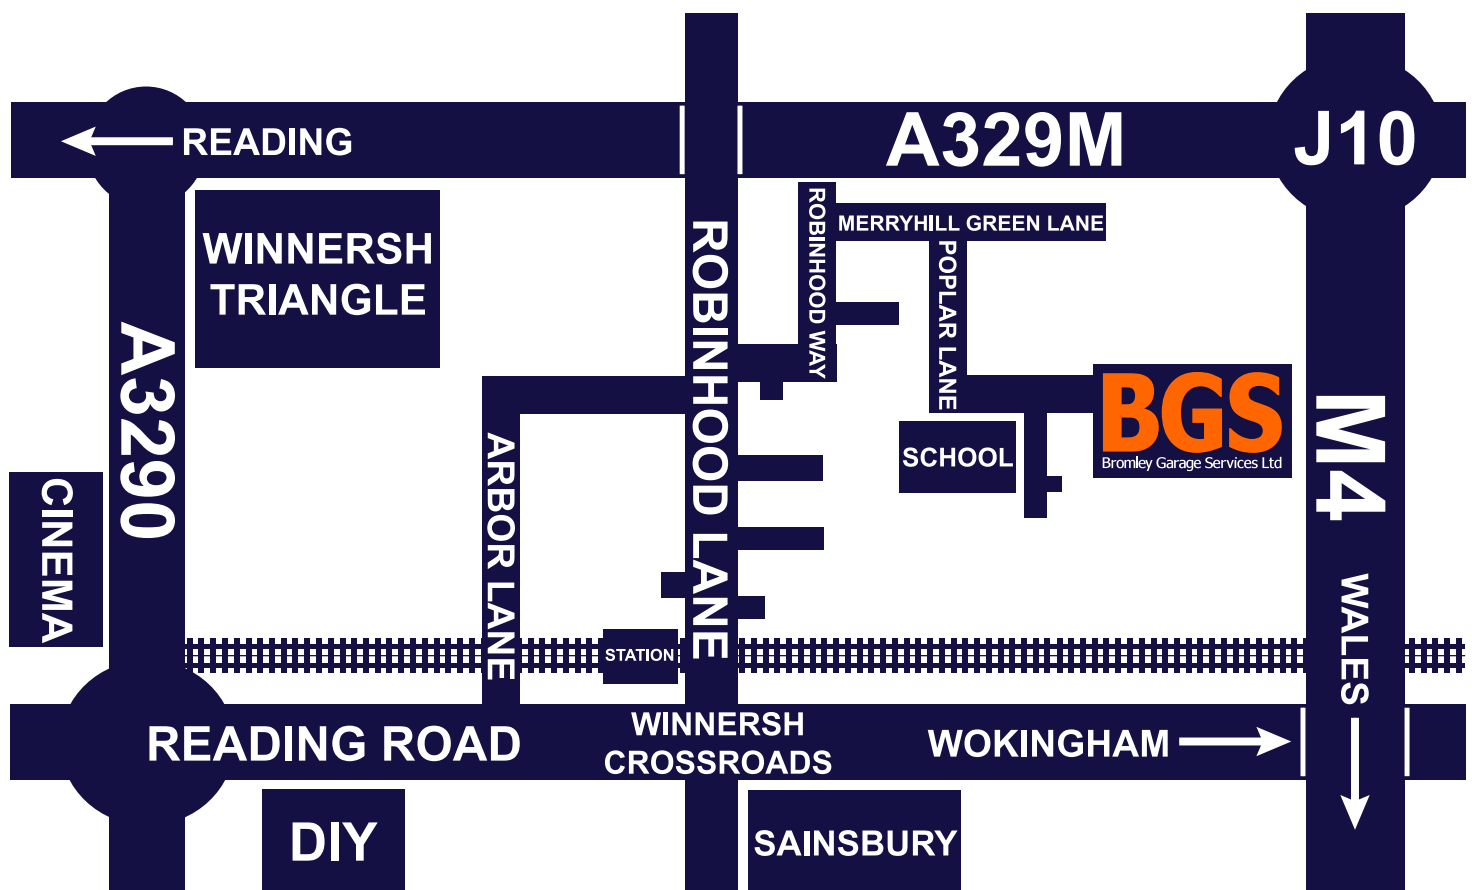 READING
A329M
J10
WINNERSH
TRIANGLE
ROBINHOOD LANE
ROBINHOOD WAY
MERRYHILL GREEN LANE
POPLAR LANE
A3290
BGS
Bromley Garage Services Ltd
M4
ARBOR LANE
SCHOOL
CINEMA
WALES
STATION
READING ROAD
WINNERSH
CROSSROADS
WOKINGHAM
DIY
SAINSBURY